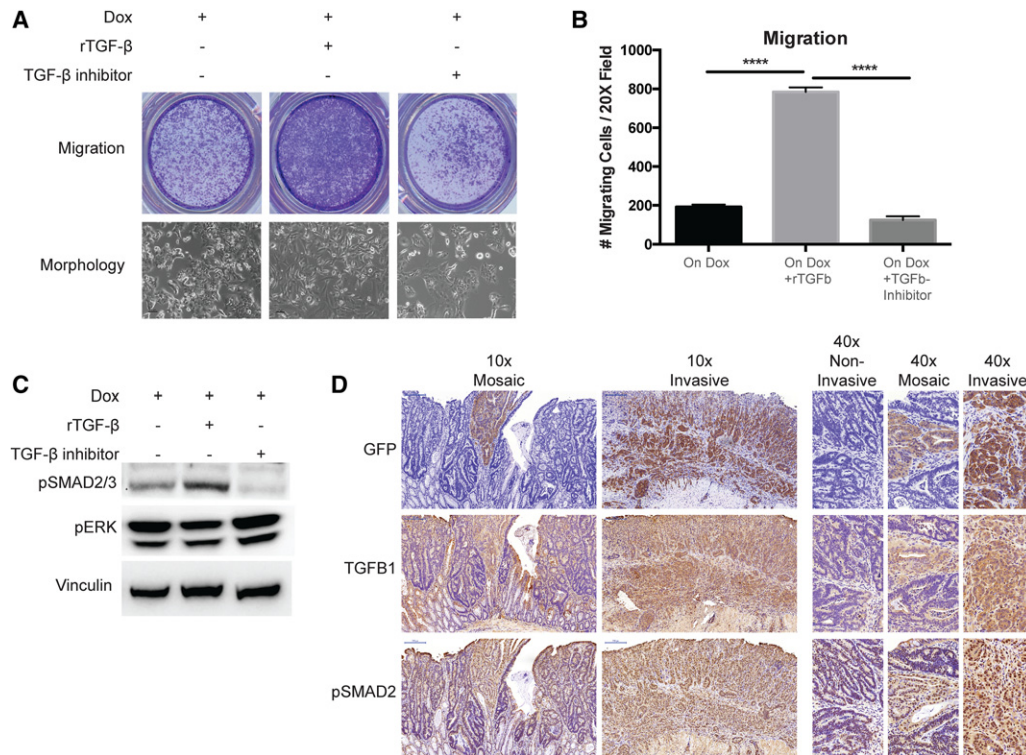 A
Dox + + +
rTGF-β - + -
TGF-β inhibitor - - +
Migration
Morphology
B
Migration
# Migrating Cells / 20X Field
1000
800
600
400
200
0
****
****
On Dox
On Dox
+rTGFb
On Dox
+TGFb-
Inhibitor
C
Dox + + +
rTGF-β - + -
TGF-β inhibitor - - +
pSMAD2/3
pERK
Vinculin
D
10x
Mosaic
10x
Invasive
40x
Non-
Invasive
40x
Mosaic
40x
Invasive
GFP
TGFB1
pSMAD2